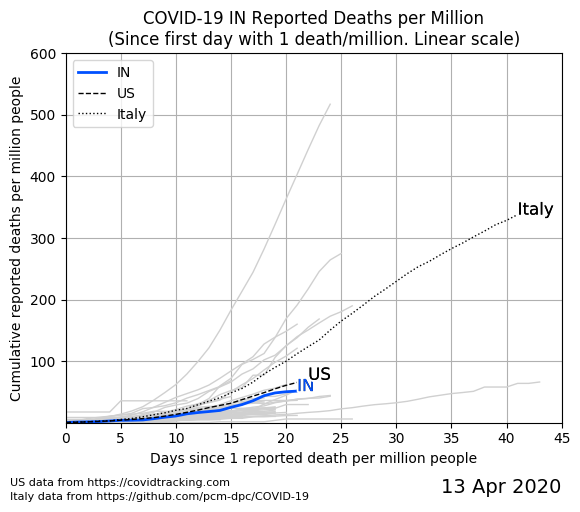 COVID-19 IN Reported Deaths per Million
(Since first day with 1 death/million. Linear scale)
Cumulative reported deaths per million people
600
500
400
300
200
100
IN
US
Italy
Italy
US
IN
0 5 10 15 20 25 30 35 40 45
Days since 1 reported death per million people
US data from https://covidtracking.com
Italy data from https://github.com/pcm-dpc/COVID-19
13 Apr 2020